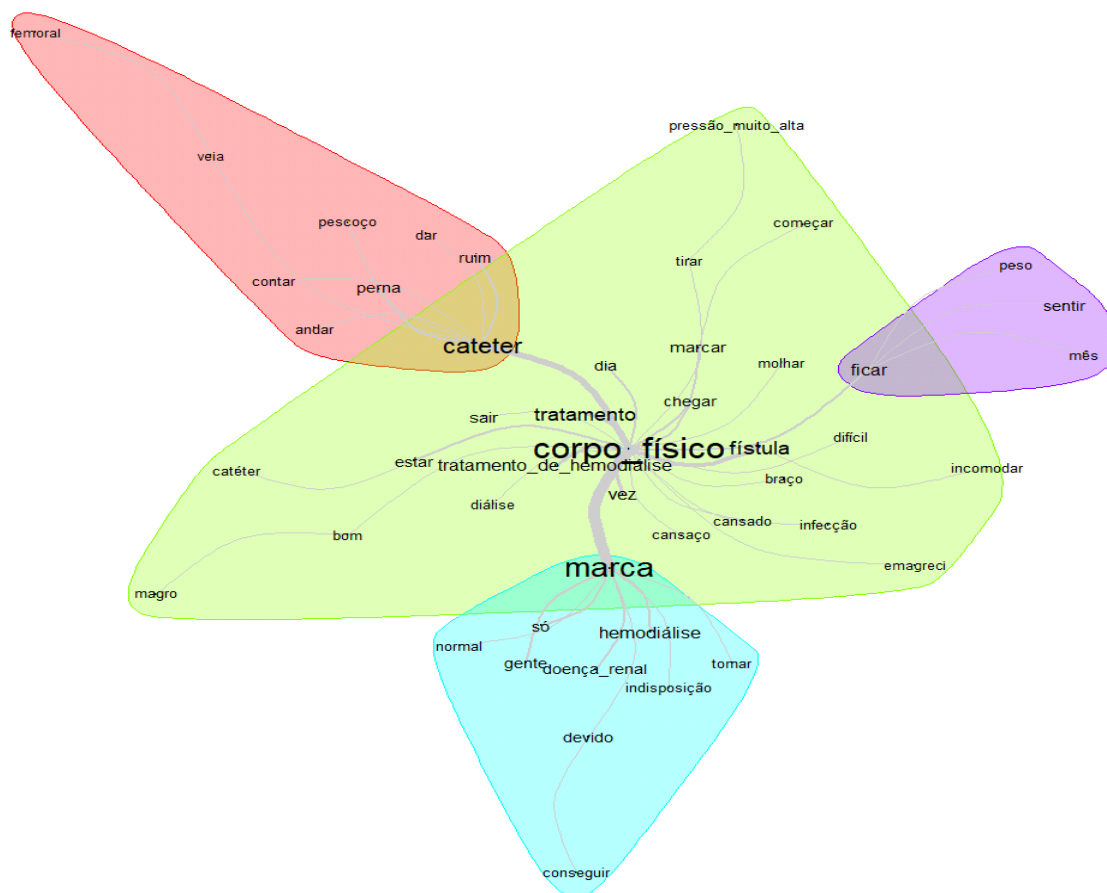 femoral
pressão_muito_alta
veia
pescoço
começar
dar
ruim
tirar
peso
contar
perna
sentir
andar
cateter
marcar
mês
dia
molhar
ficar
chegar
sair
tratamento
difícil
corpo_físico
fístula
estar
tratamento_de_hemodiálise
catéter
incomodar
braço
vez
diálise
cansado
infecção
bom
cansaço
marca
emagreci
magro
só
hemodiálise
normal
gente
doença_renal
tomar
indisposição
devido
conseguir